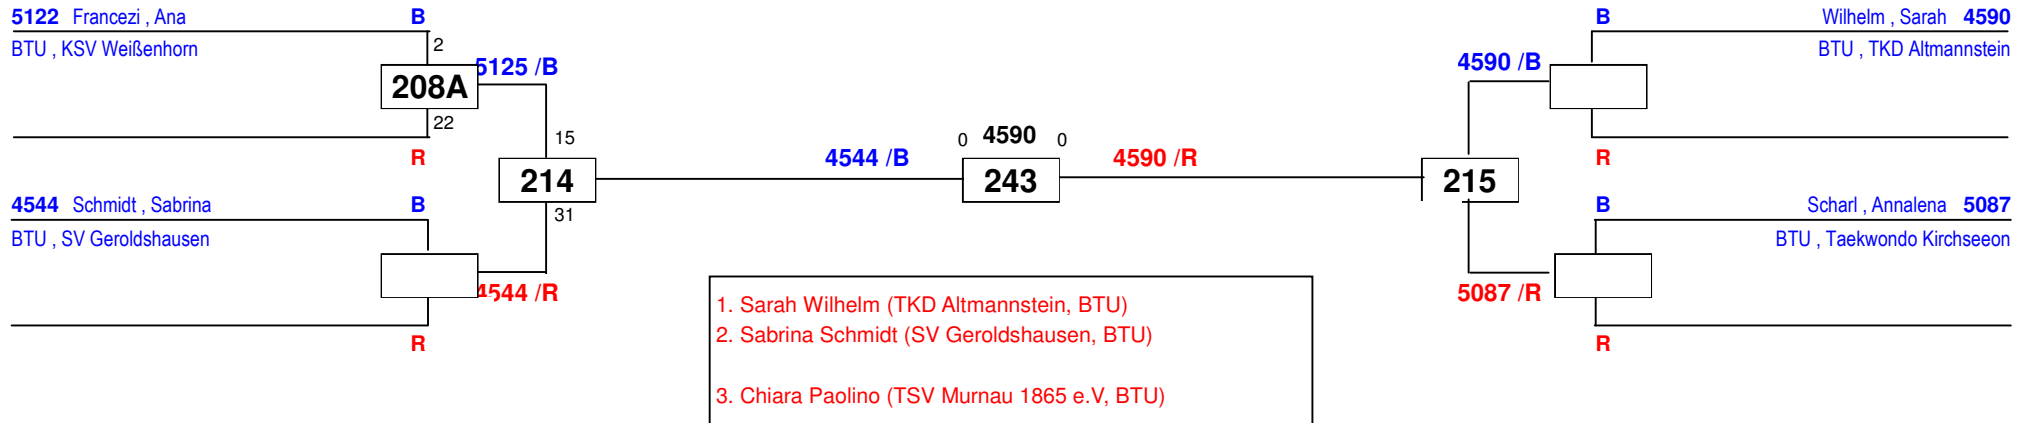 5122 Francezi , Ana B
BTU , KSV Weißenhorn
2
208A
5125 /B
22
R
15
214
31
4544 Schmidt , Sabrina B
BTU , SV Geroldshausen
4544 /R
R
4544 /B
0 4590 0
243
4590 /R
B Wilhelm , Sarah 4590
BTU , TKD Altmannstein
4590 /B
R
215
B Scharl , Annalena 5087
BTU , Taekwondo Kirchseeon
5087 /R
R
1. Sarah Wilhelm (TKD Altmannstein, BTU)
2. Sabrina Schmidt (SV Geroldshausen, BTU)
3. Chiara Paolino (TSV Murnau 1865 e.V, BTU)